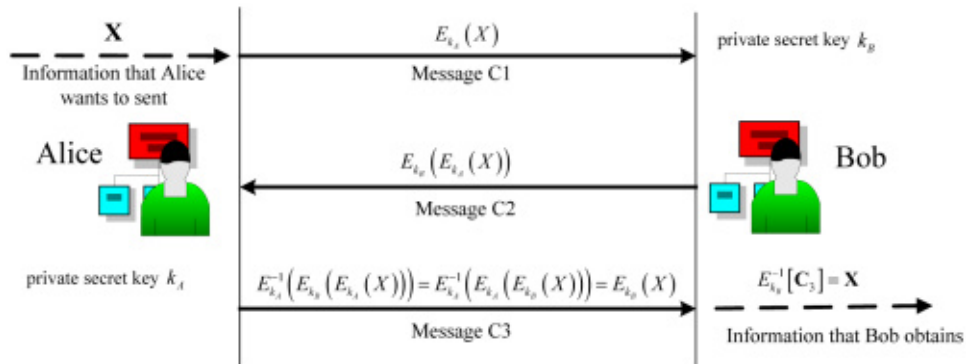 X
Information that Alice
wants to sent
E_{k_A}(X)
Message C1
private secret key k_B
Alice
E_{k_B}(E_{k_A}(X))
Message C2
Bob
private secret key k_A
E_{k_A}^{-1}(E_{k_B}(E_{k_A}(X))) = E_{k_A}^{-1}(E_{k_A}(E_{k_B}(X))) = E_{k_B}(X)
Message C3
E_{k_B}^{-1}[C_3] = X
Information that Bob obtains